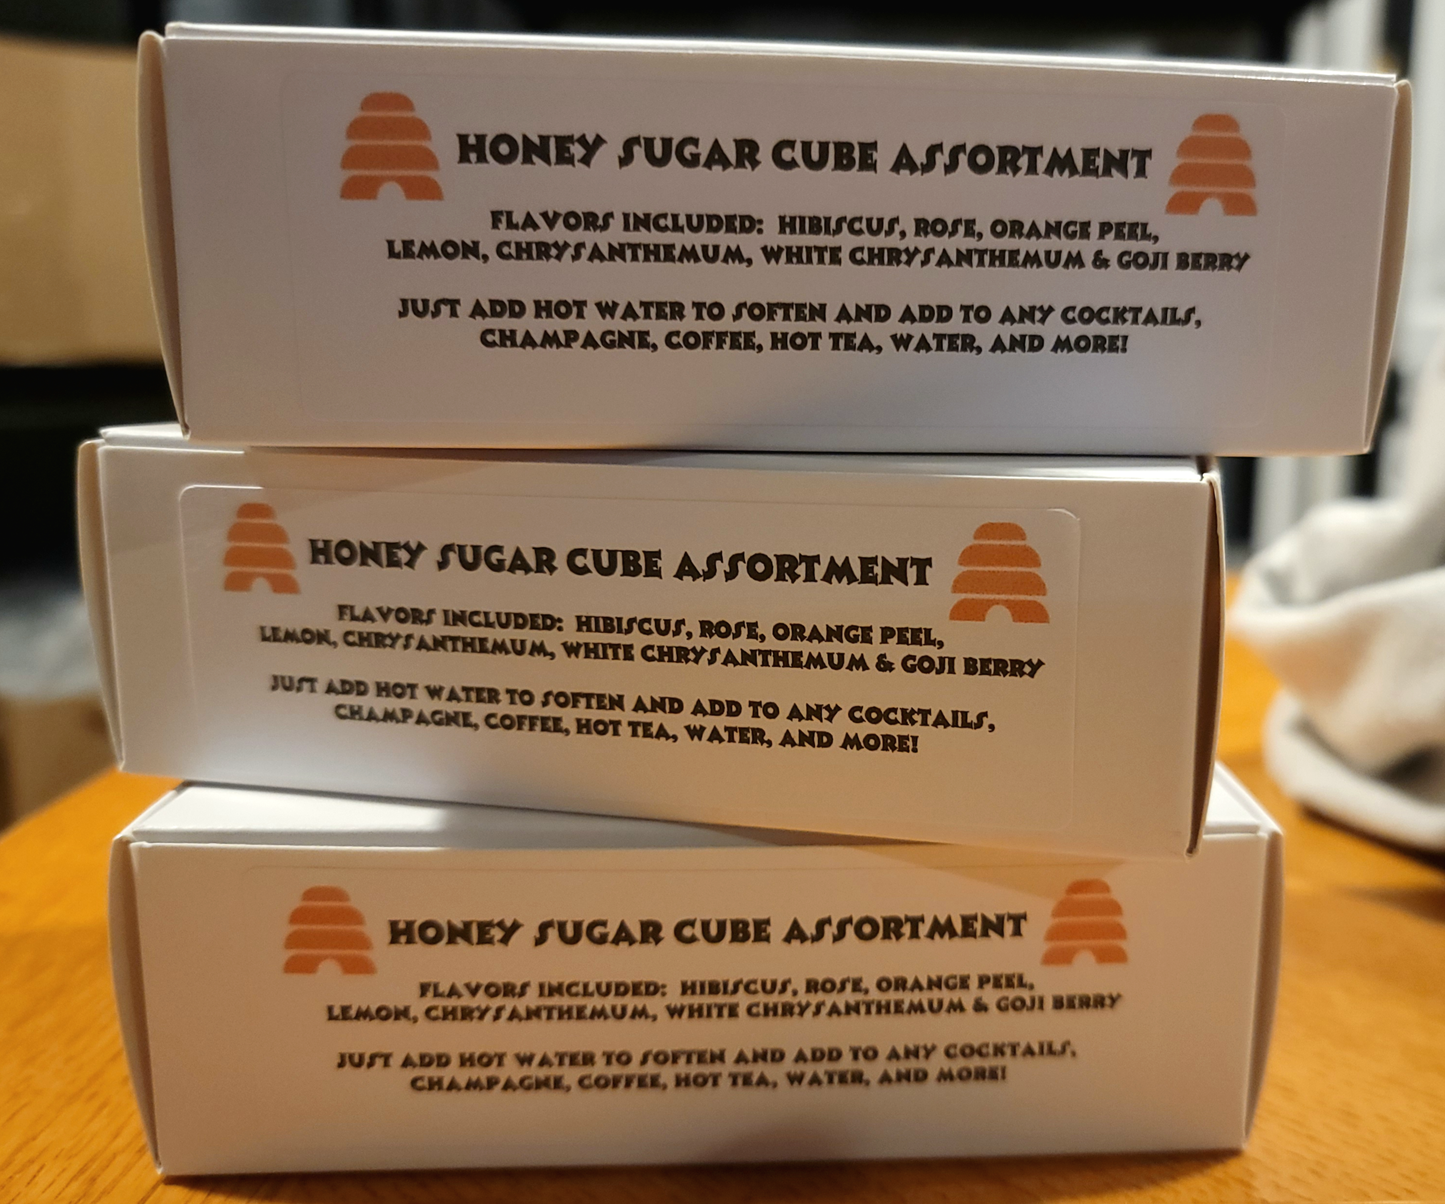 HONEY SUGAR CUBE ASSORTMENT
FLAVORS INCLUDED: HIBISCUS, ROSE, ORANGE PEEL,
LEMON, CHRYSANTHEMUM, WHITE CHRYSANTHEMUM & GOJI BERRY
JUST ADD HOT WATER TO SOFTEN AND ADD TO ANY COCKTAILS,
CHAMPAGNE, COFFEE, HOT TEA, WATER, AND MORE!
HONEY SUGAR CUBE ASSORTMENT
FLAVORS INCLUDED: HIBISCUS, ROSE, ORANGE PEEL,
LEMON, CHRYSANTHEMUM, WHITE CHRYSANTHEMUM & GOJI BERRY
JUST ADD HOT WATER TO SOFTEN AND ADD TO ANY COCKTAILS,
CHAMPAGNE, COFFEE, HOT TEA, WATER, AND MORE!
HONEY SUGAR CUBE ASSORTMENT
FLAVORS INCLUDED: HIBISCUS, ROSE, ORANGE PEEL,
LEMON, CHRYSANTHEMUM, WHITE CHRYSANTHEMUM & GOJI BERRY
JUST ADD HOT WATER TO SOFTEN AND ADD TO ANY COCKTAILS,
CHAMPAGNE, COFFEE, HOT TEA, WATER, AND MORE!